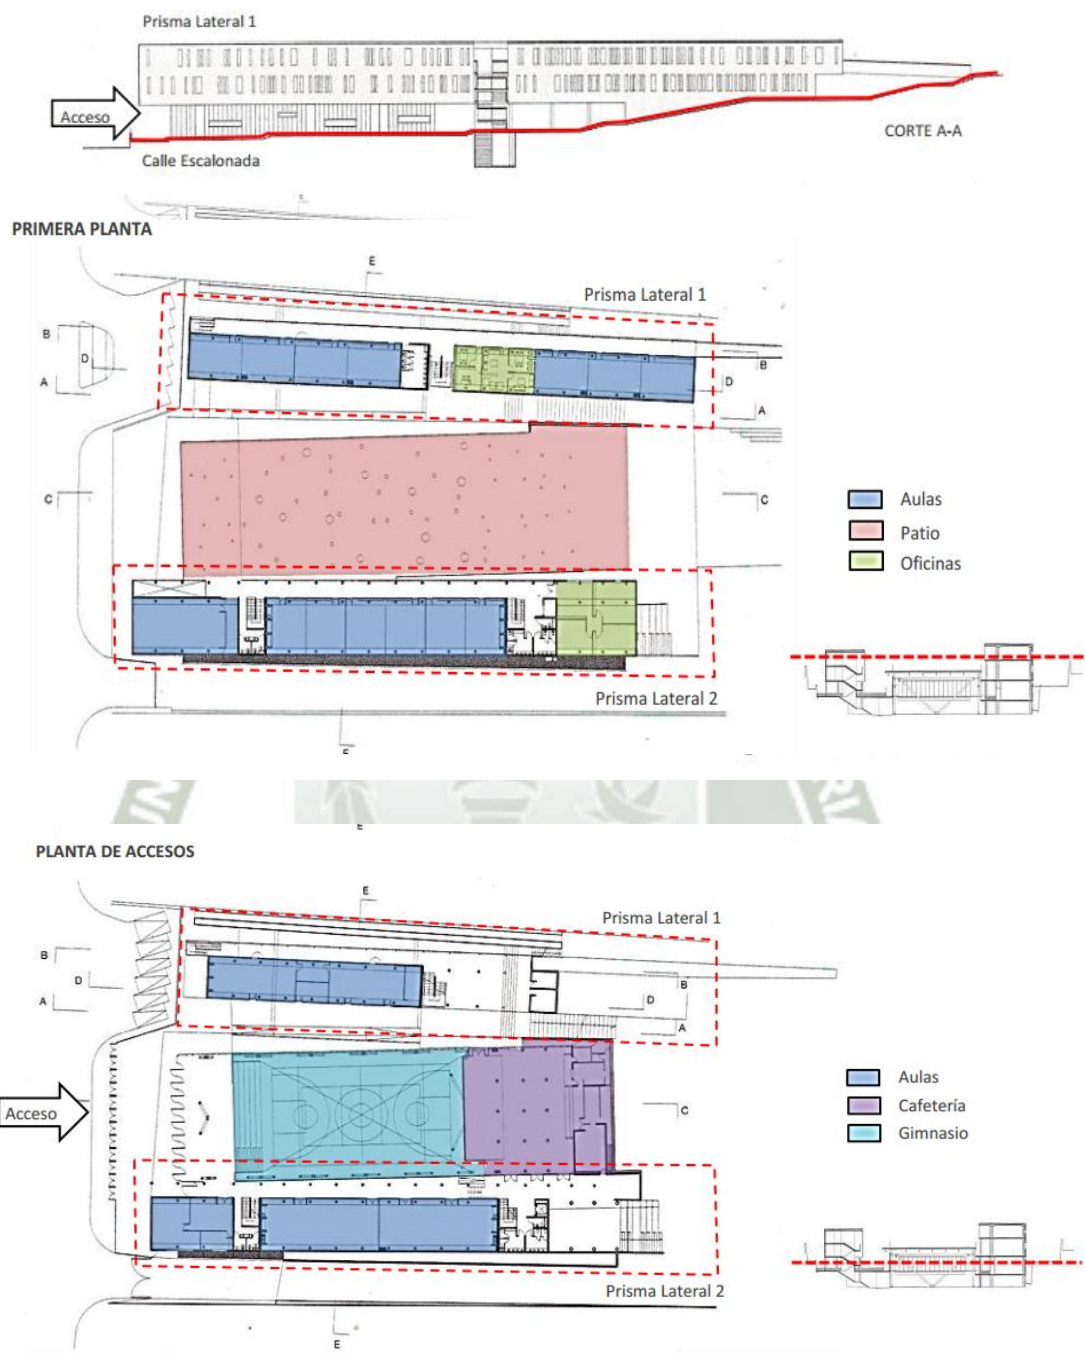 Prisma Lateral 1
Acceso
CORTE A-A
Calle Escalonada
PRIMERA PLANTA
E
Prisma Lateral 1
B
D
A
B
D
A
C
C
Aulas
Patio
Oficinas
Prisma Lateral 2
PLANTA DE ACCESOS
E
Prisma Lateral 1
B
D
A
B
D
A
Acceso
C
Aulas
Cafetería
Gimnasio
Prisma Lateral 2
E